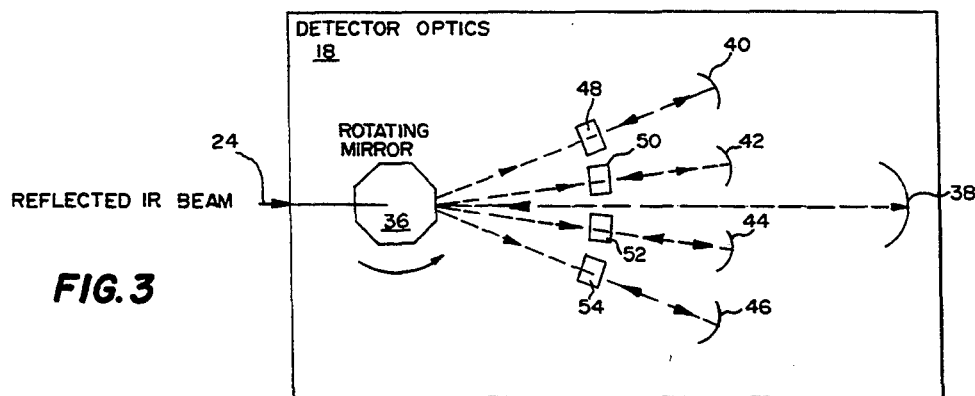 DETECTOR OPTICS
18
40
48
ROTATING
MIRROR
50
42
24
REFLECTED IR BEAM
36
38
52
44
54
46
FIG. 3